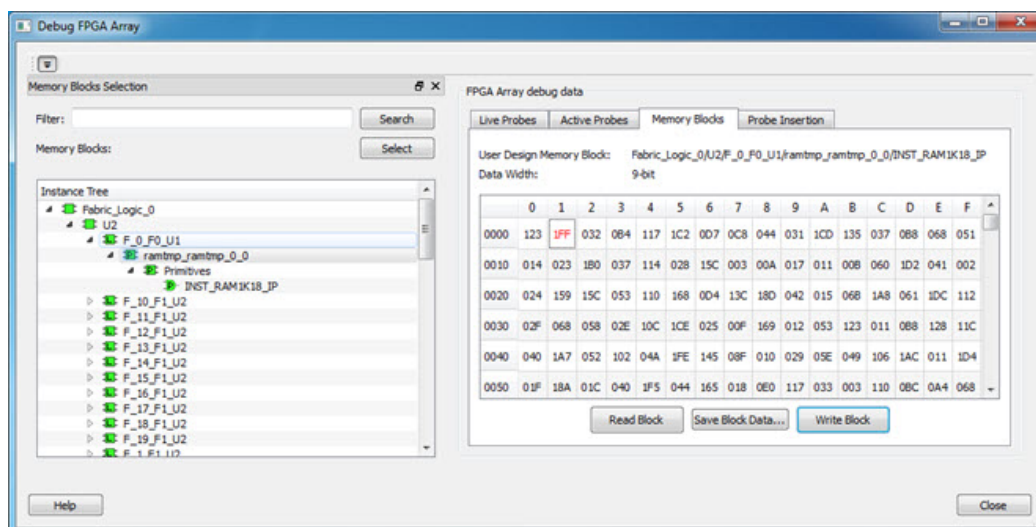 Debug FPGA Array
Memory Blocks Selection
Filter:
Search
Memory Blocks:
Select
Instance Tree
Fabric_Logic_0
U2
F_0_F0_U1
ramtmp_ramtmp_0_0
Primitives
INST_RAM1K18_IP
F_10_F1_U2
F_11_F1_U2
F_12_F1_U2
F_13_F1_U2
F_14_F1_U2
F_15_F1_U2
F_16_F1_U2
F_17_F1_U2
F_18_F1_U2
F_19_F1_U2
F_1_F1_U2
FPGA Array debug data
Live Probes Active Probes Memory Blocks Probe Insertion
User Design Memory Block: Fabric_Logic_0/U2/F_0_F0_U1/ramtmp_ramtmp_0_0/INST_RAM1K18_IP
Data Width: 9-bit
0 1 2 3 4 5 6 7 8 9 A B C D E F
0000 123 1FF 032 0B4 117 1C2 0D7 0C8 044 031 1CD 135 037 0B8 068 051
0010 014 023 1B0 037 114 028 15C 003 00A 017 011 00B 060 1D2 041 002
0020 024 159 15C 053 110 168 0D4 13C 18D 042 015 06B 1A8 061 1DC 112
0030 02F 068 058 02E 10C 1CE 025 00F 169 012 053 123 011 0B8 128 11C
0040 040 1A7 052 102 04A 1FE 145 08F 010 029 05E 049 106 1AC 011 1D4
0050 01F 18A 01C 040 1F5 044 165 018 0E0 117 033 003 110 0BC 0A4 068
Read Block Save Block Data... Write Block
Help
Close